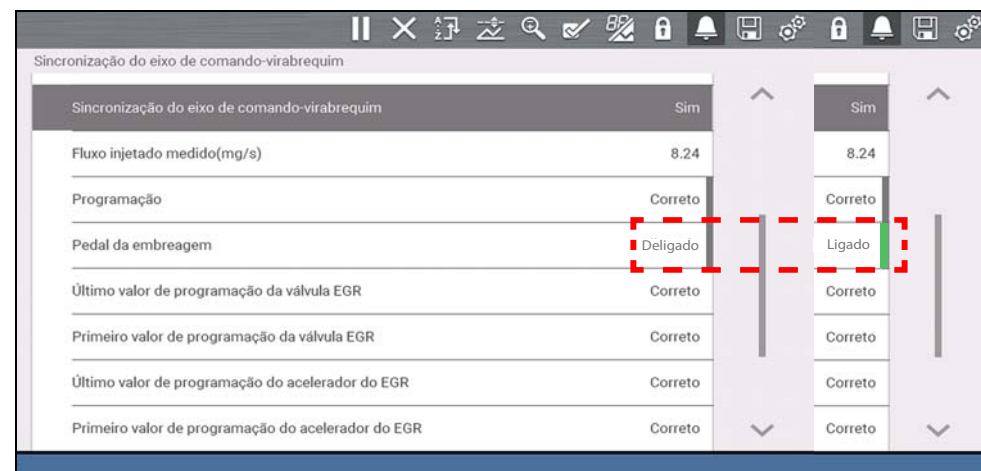 Sincronização do eixo de comando-virabrequim
Sincronização do eixo de comando-virabrequim Sim Sim
Fluxo injetado medido(mg/s) 8.24 8.24
Programação Correto Correto
Pedal da embreagem Deligado Ligado
Último valor de programação da válvula EGR Correto Correto
Primeiro valor de programação da válvula EGR Correto Correto
Último valor de programação do acelerador do EGR Correto Correto
Primeiro valor de programação do acelerador do EGR Correto Correto